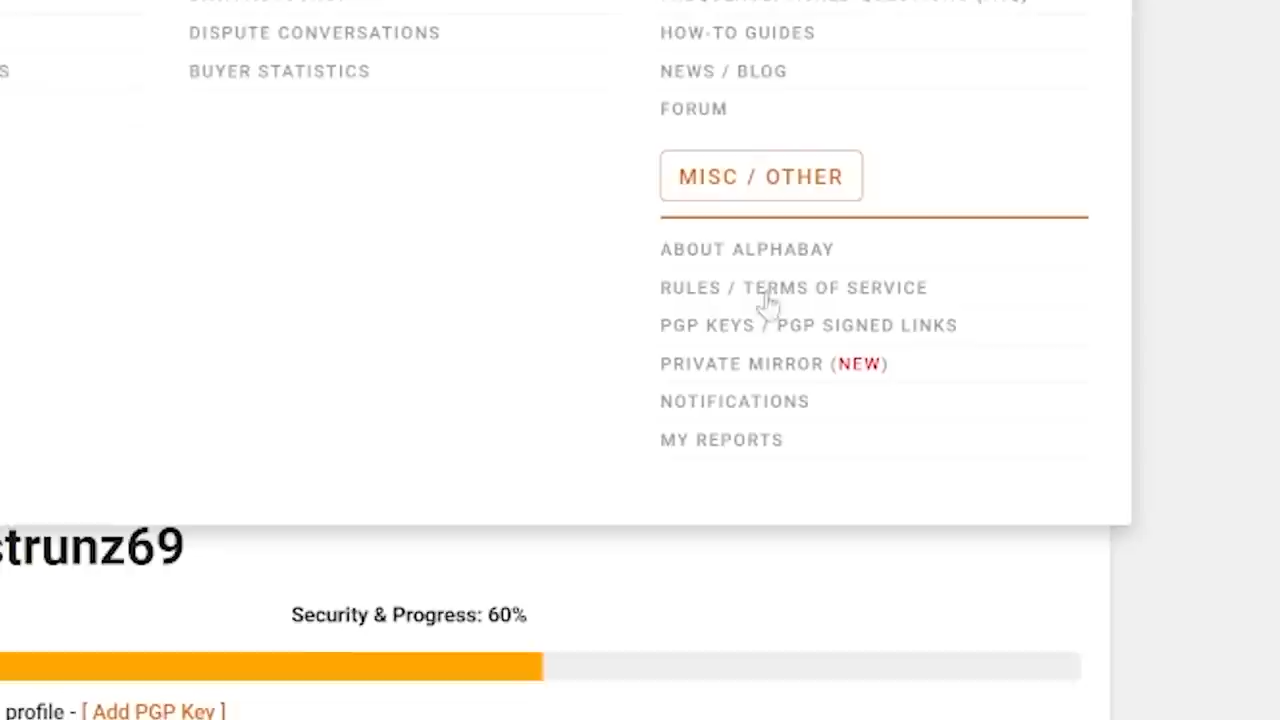 S
DISPUTE CONVERSATIONS
BUYER STATISTICS
HOW-TO GUIDES
NEWS / BLOG
FORUM
MISC / OTHER
ABOUT ALPHABAY
RULES / TERMS OF SERVICE
PGP KEYS / PGP SIGNED LINKS
PRIVATE MIRROR (NEW)
NOTIFICATIONS
MY REPORTS
strunz69
Security & Progress: 60%
profile - [ Add PGP Key ]